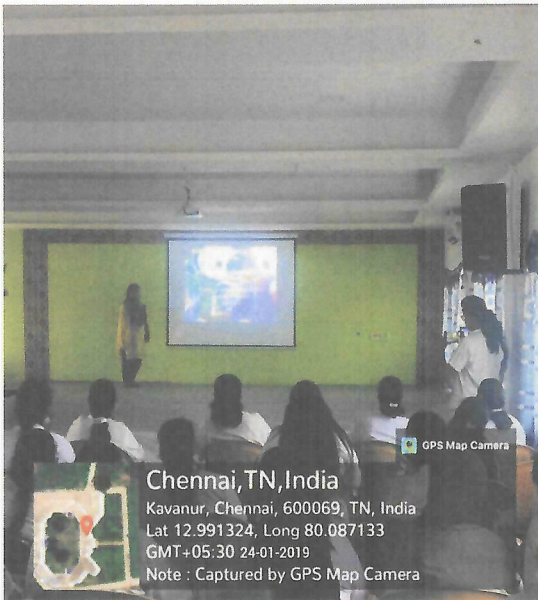 GPS Map Camera
Chennai,TN,India
Kavanur, Chennai, 600069, TN, India
Lat 12.991324, Long 80.087133
GMT+05:30 24-01-2019
Note : Captured by GPS Map Camera